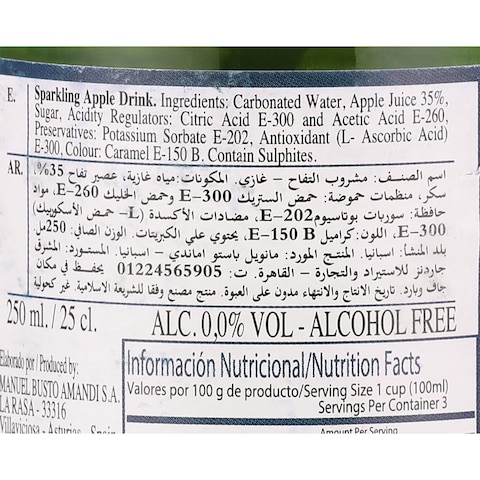 E. Sparkling Apple Drink. Ingredients: Carbonated Water, Apple Juice 35%,
Sugar, Acidity Regulators: Citric Acid E-300 and Acetic Acid E-260,
Preservatives: Potassium Sorbate E-202, Antioxidant (L- Ascorbic Acid)
E-300, Colour: Caramel E-150 B. Contain Sulphites.
AR. اسم الصنف: مشروب التفاح - غازي. المكونات: مياه غازية، عصير تفاح 35%،
سكر، منظمات حموضة: حمض الستريك E-300 وحمض الخليك E-260، مواد
حافظة: سوربات بوتاسيوم E-202، مضادات الأكسدة (L- حمض الأسكوربيك)
E-300، اللون: كراميل E-150 B، يحتوي علي الكبريتات. الوزن الصافي: 250مل.
بلد المنشأ: أسبانيا. المنتج المورد: مانويل باستو اماندي - اسبانيا. المستورد: المشرق
جاردنز للاستيراد والتجارة - القاهرة. ت: 01224565905 يحفظ في مكان
جاف وبارد. تاريخ الانتاج والانتهاء مدون على العبوة. منتج مصنع وفقا للشريعة الاسلامية. غير كحولية
250 ml. / 25 cl. ALC. 0,0% VOL - ALCOHOL FREE
Elaborado por / Produced by:
MANUEL BUSTO AMANDI S.A.
LA RASA - 33316
Villaviciosa - Asturias - Spain
Información Nutricional/Nutrition Facts
Valores por 100 g de producto/Serving Size 1 cup (100ml)
Servings Per Container 3
Amount Per Serving